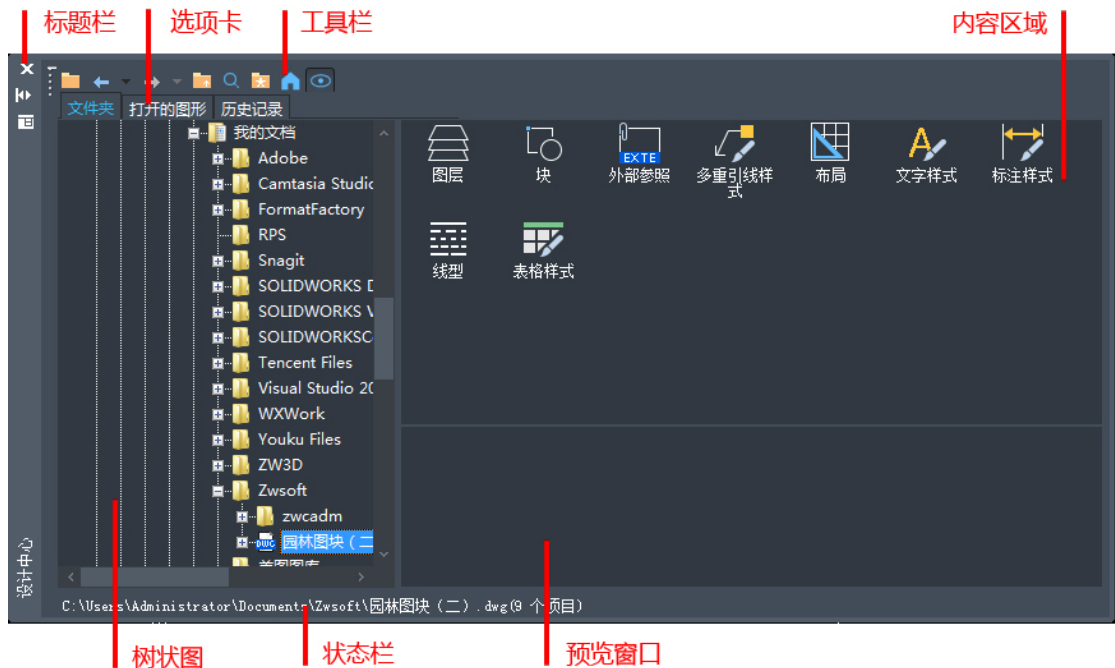 标题栏 选项卡 工具栏 内容区域
文件夹 打开的图形 历史记录
我的文档
Adobe
Camtasia Studic
FormatFactory
RPS
Snagit
SOLIDWORKS D
SOLIDWORKS V
SOLIDWORKSC
Tencent Files
Visual Studio 20
WXWork
Youku Files
ZW3D
Zwsoft
zwcadm
DWG 园林图块（二
图层 块 EXTE 外部参照 多重引线样式 布局 文字样式 标注样式
线型 表格样式
设计中心
C:\Users\Administrator\Documents\Zwsoft\园林图块（二）.dwg(9 个项目)
树状图 状态栏 预览窗口